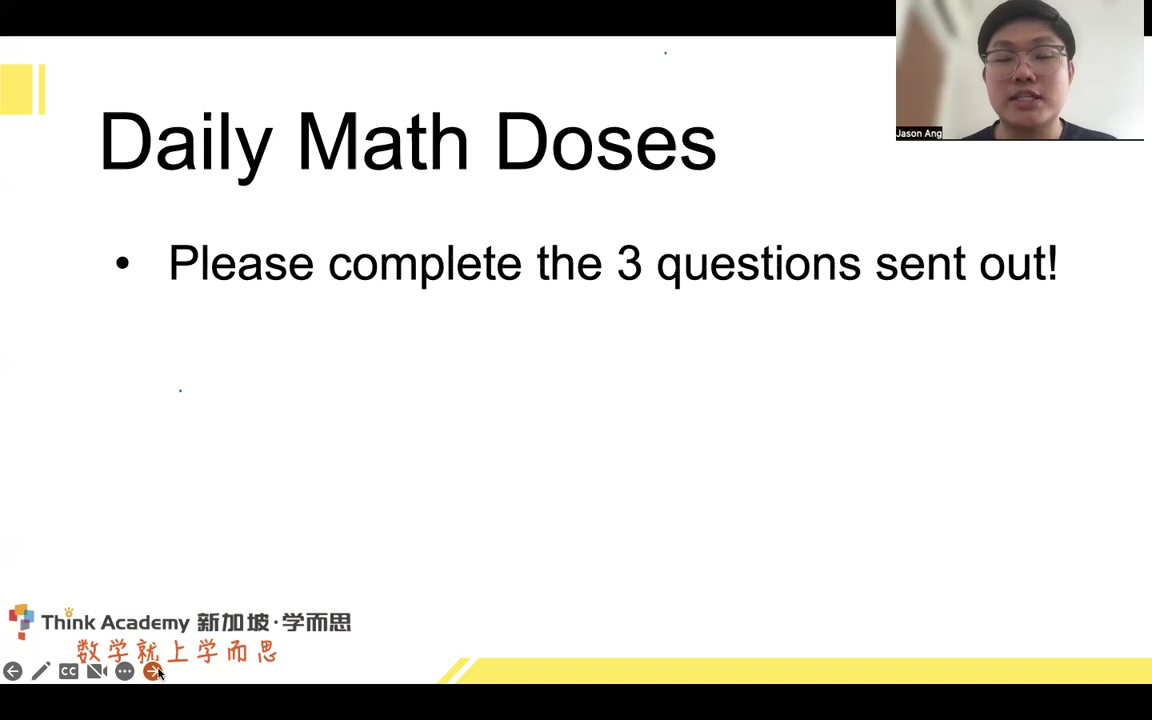 Daily Math Doses
Jason Ang
• Please complete the 3 questions sent out!
Think Academy 新加坡·学而思
数学就上学而思
CC